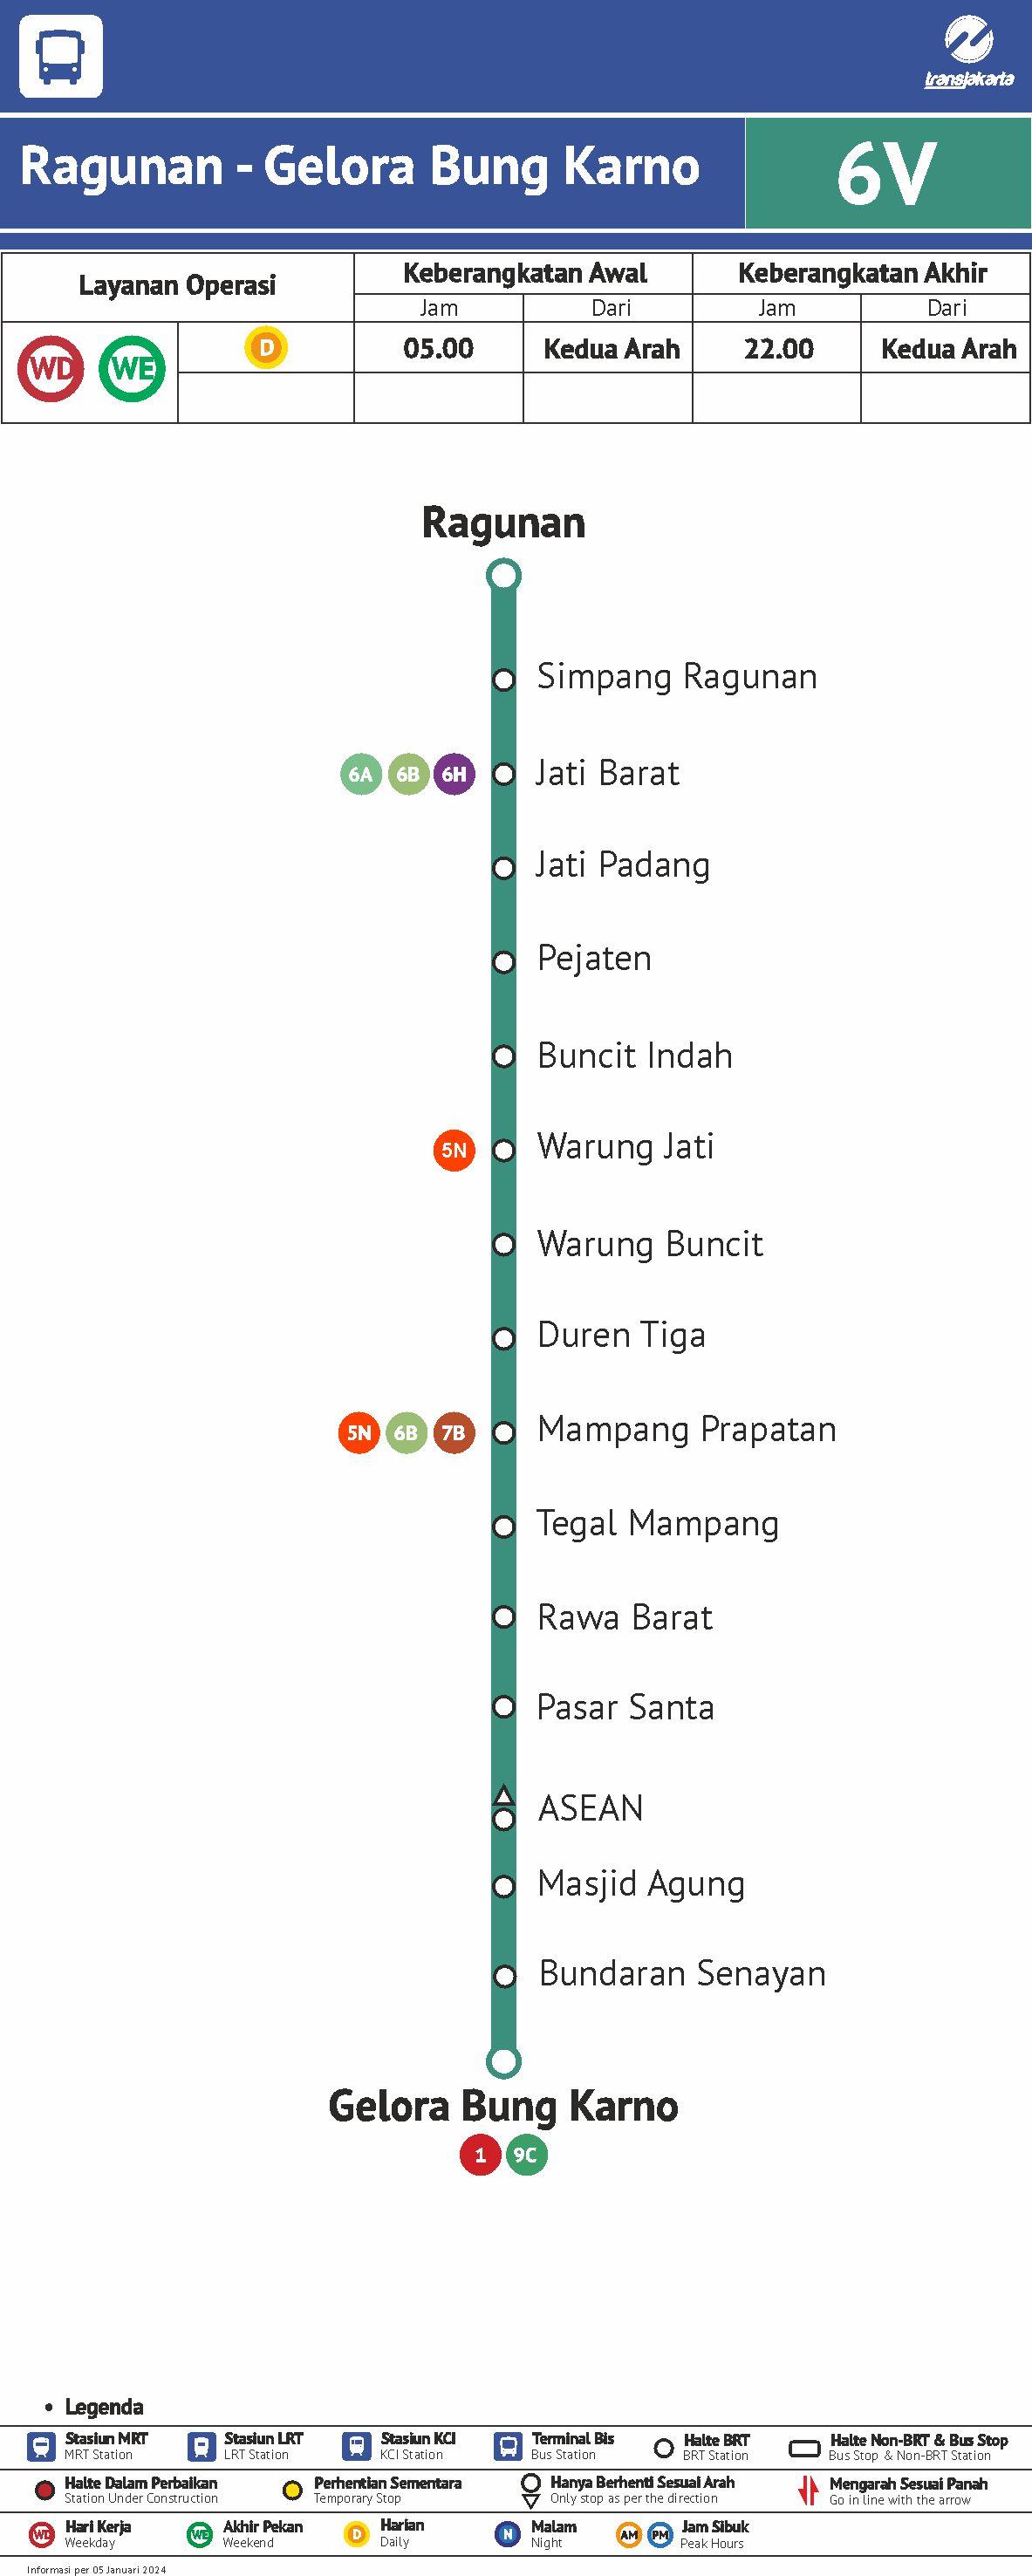 transjakarta
Ragunan - Gelora Bung Karno
6V
Layanan Operasi
Keberangkatan Awal
Keberangkatan Akhir
Jam
Dari
Jam
Dari
WD
WE
D
05.00
Kedua Arah
22.00
Kedua Arah
Ragunan
Simpang Ragunan
6A 6B 6H Jati Barat
Jati Padang
Pejaten
Buncit Indah
5N Warung Jati
Warung Buncit
Duren Tiga
5N 6B 7B Mampang Prapatan
Tegal Mampang
Rawa Barat
Pasar Santa
ASEAN
Masjid Agung
Bundaran Senayan
Gelora Bung Karno
1 9C
• Legenda
Stasiun MRT
MRT Station
Stasiun LRT
LRT Station
Stasiun KCI
KCI Station
Terminal Bis
Bus Station
Halte BRT
BRT Station
Halte Non-BRT & Bus Stop
Bus Stop & Non-BRT Station
Halte Dalam Perbaikan
Station Under Construction
Perhentian Sementara
Temporary Stop
Hanya Berhenti Sesuai Arah
Only stop as per the direction
Mengarah Sesuai Panah
Go in line with the arrow
WD
Hari Kerja
Weekday
WE
Akhir Pekan
Weekend
D
Harian
Daily
N
Malam
Night
AM PM
Jam Sibuk
Peak Hours
Informasi per 05 Januari 2024